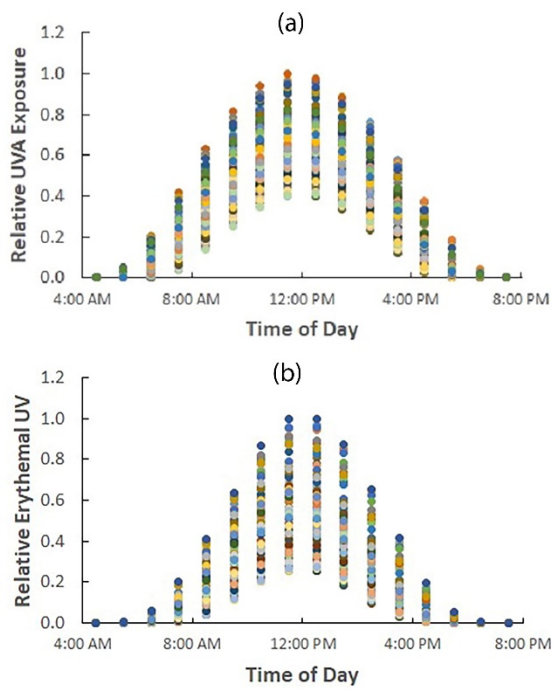 (a)
Relative UVA Exposure
1.2
1.0
0.8
0.6
0.4
0.2
0.0
4:00 AM 8:00 AM 12:00 PM 4:00 PM 8:00 PM
Time of Day
(b)
Relative Erythemal UV
1.2
1.0
0.8
0.6
0.4
0.2
0.0
4:00 AM 8:00 AM 12:00 PM 4:00 PM 8:00 PM
Time of Day